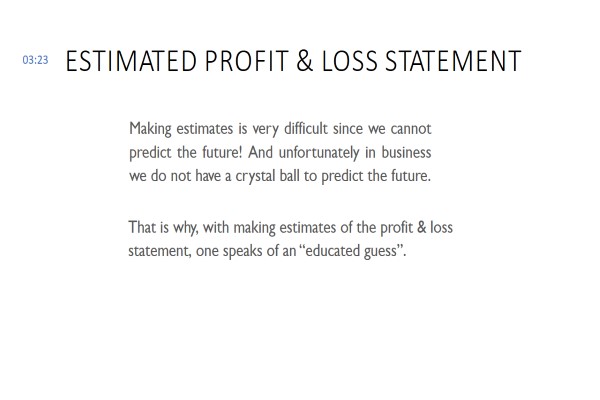 03:23 ESTIMATED PROFIT & LOSS STATEMENT
Making estimates is very difficult since we cannot
predict the future! And unfortunately in business
we do not have a crystal ball to predict the future.
That is why, with making estimates of the profit & loss
statement, one speaks of an “educated guess”.